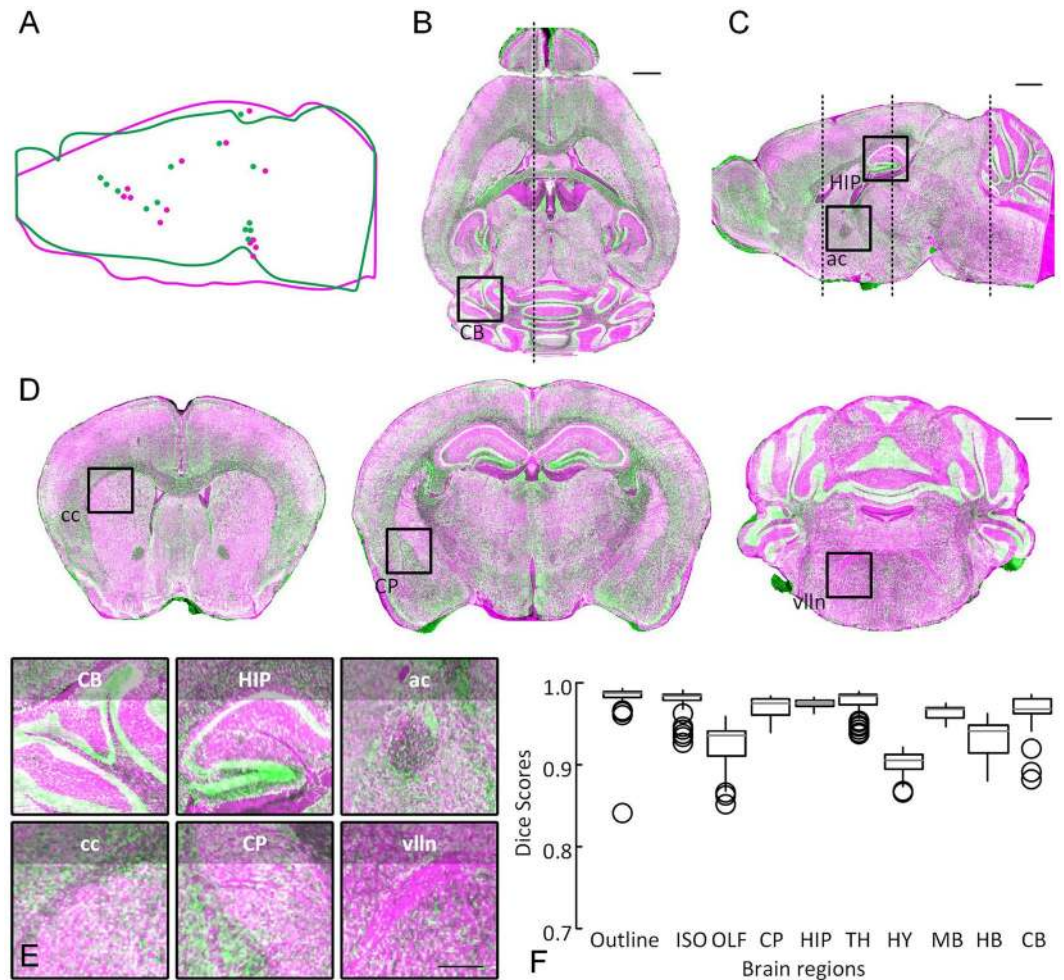 A
B
C
CB
HIP
ac
D
cc
CP
vlln
CB
HIP
ac
cc
CP
vlln
E
1.0
0.9
0.8
0.7
Dice Scores
Outline ISO OLF CP HIP TH HY MB HB CB
F
Brain regions